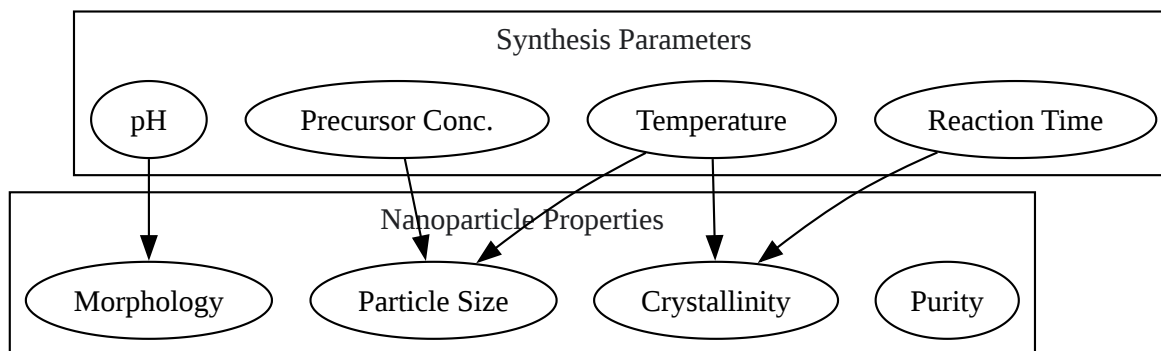 Synthesis Parameters
pH
Precursor Conc.
Temperature
Reaction Time
Nanoparticle Properties
Morphology
Particle Size
Crystallinity
Purity